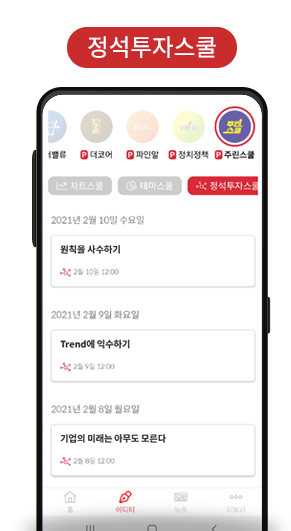 정석투자스쿨
주린스쿨
더밸류 P 더코어 P 파인알 P 정치정책 P 주린스쿨
차트스쿨 테마스쿨 정석투자스쿨
2021년 2월 10일 수요일
원칙을 사수하기
2월 10일 12:00
2021년 2월 9일 화요일
Trend에 익수하기
2월 9일 12:00
2021년 2월 8일 월요일
기업의 미래는 아무도 모른다
2월 8일 12:00
홈 에디터 뉴스 더보기